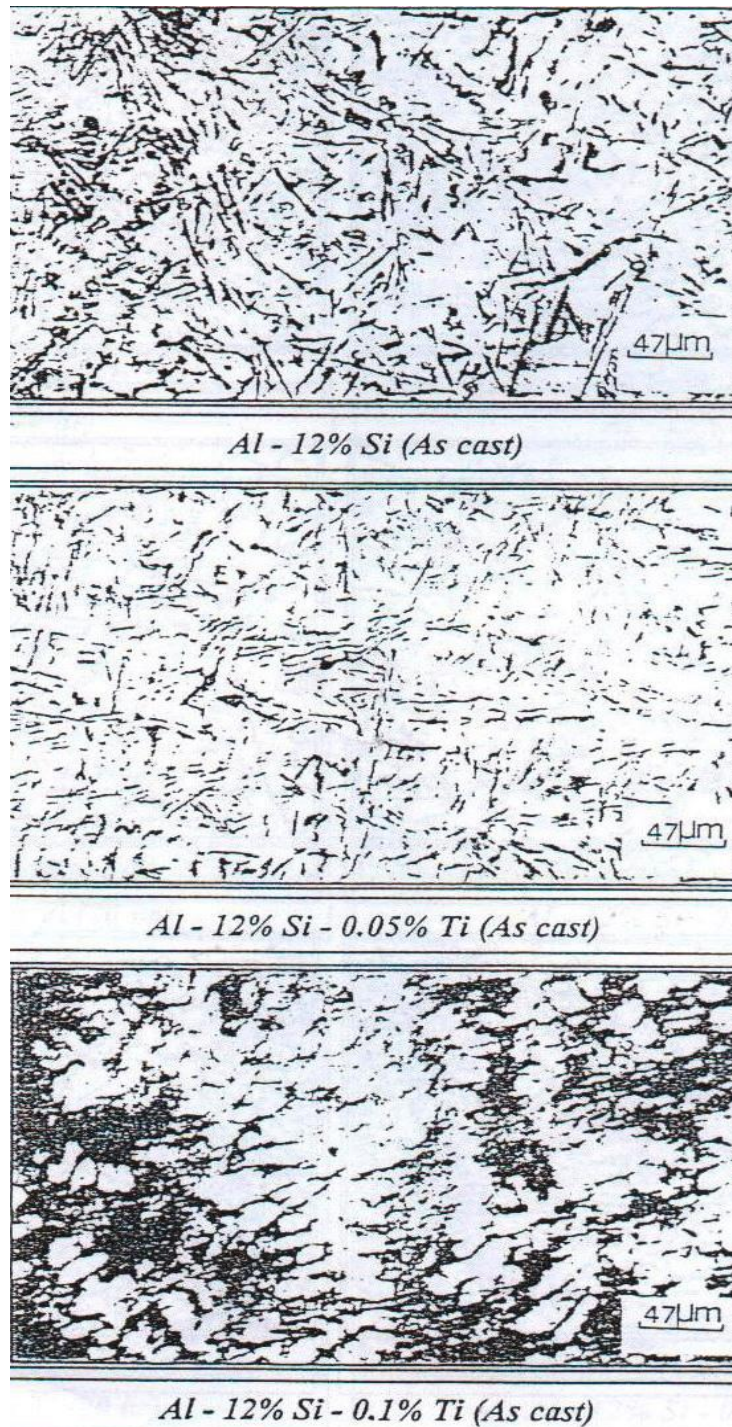 47µm
Al - 12% Si (As cast)
47µm
Al - 12% Si - 0.05% Ti (As cast)
47µm
Al - 12% Si - 0.1% Ti (As cast)